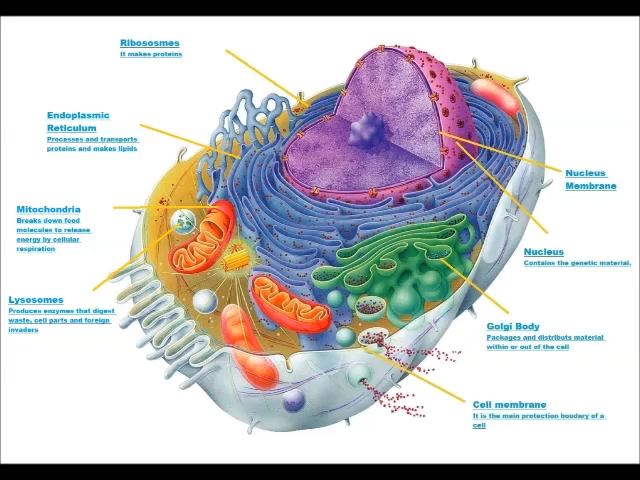 Ribososmes
It makes proteins
Endoplasmic
Reticulum
Processes and transports
proteins and makes lipids
Mitochondria
Breaks down food
molecules to release
energy by cellular
respiration
Lysosomes
Produces enzymes that digest
waste, cell parts and foreign
invaders
Nucleus
Membrane
Nucleus
Contains the genetic material.
Golgi Body
Packages and distributs material
within or out of the cell
Cell membrane
It is the main protection boudary of a
cell